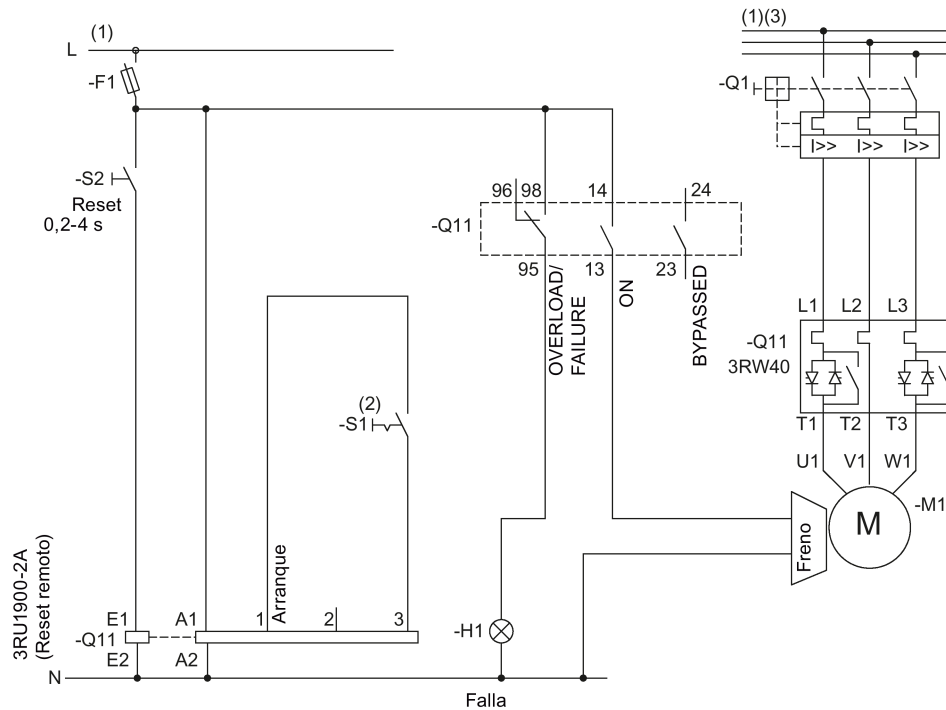 (1)
L
-F1
-S2
Reset
0,2-4 s
3RU1900-2A
(Reset remoto)
E1
A1
1
Arranque
2
3
-Q11
E2
A2
N
(2)
-S1
96
98
14
24
-Q11
95
13
23
OVERLOAD/
FAILURE
ON
BYPASSED
-H1
Falla
(1)(3)
-Q1
I>>
I>>
I>>
L1
L2
L3
-Q11
3RW40
T1
T2
T3
U1
V1
W1
-M1
M
Freno